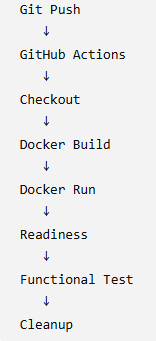 Git Push
↓
GitHub Actions
↓
Checkout
↓
Docker Build
↓
Docker Run
↓
Readiness
↓
Functional Test
↓
Cleanup